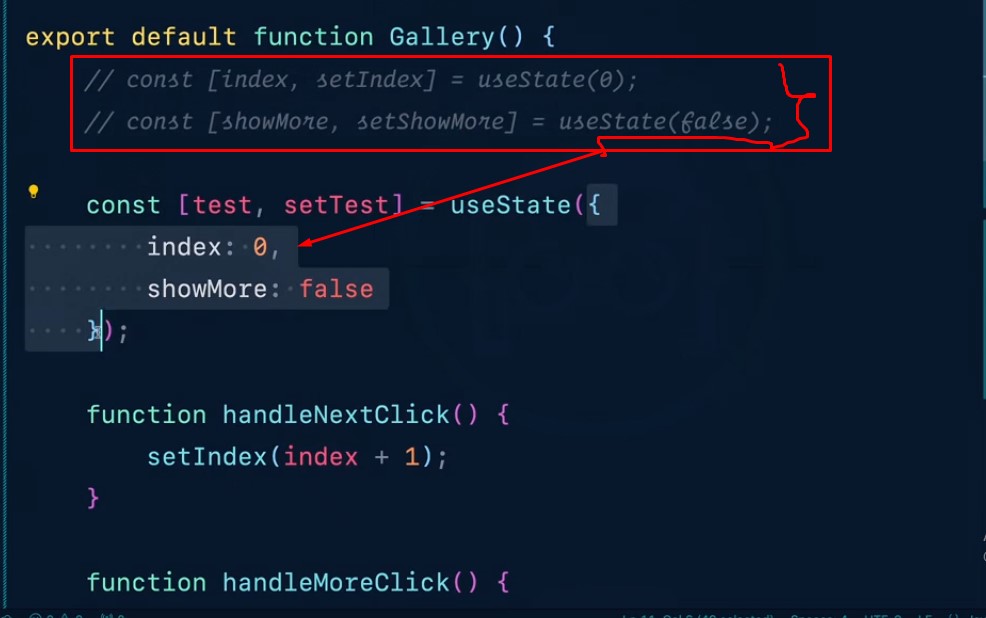 export default function Gallery() {
// const [index, setIndex] = useState(0);
// const [showMore, setShowMore] = useState(false);
const [test, setTest] = useState({
index: 0,
showMore: false
});
function handleNextClick() {
setIndex(index + 1);
}
function handleMoreClick() {